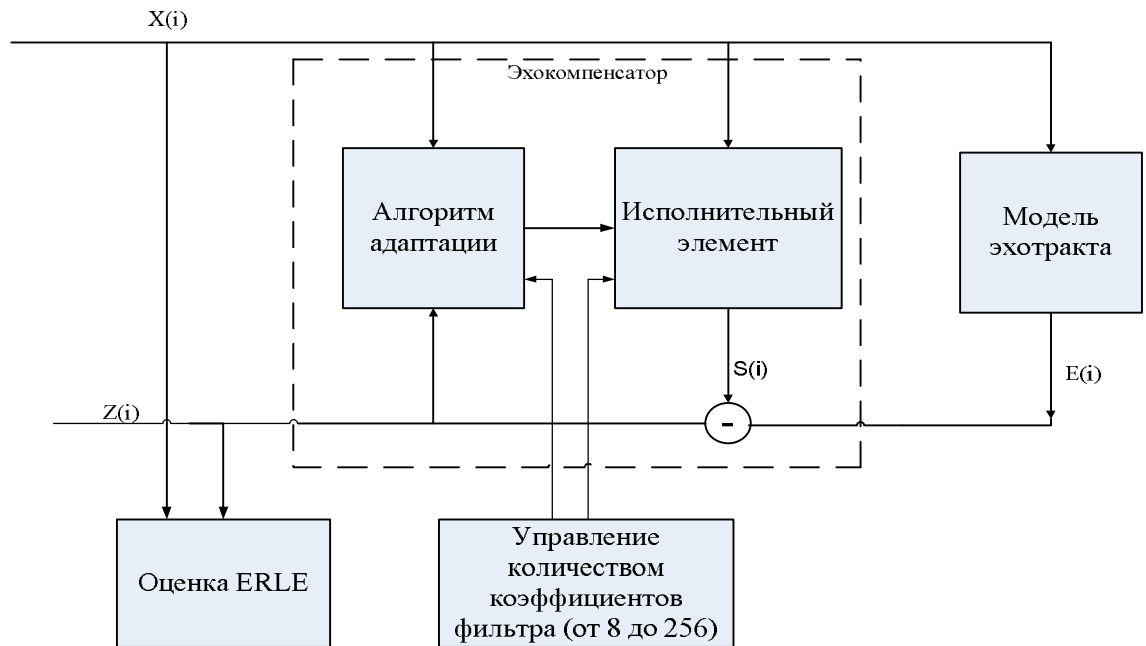 X(i)
Эхокомпенсатор
Алгоритм
адаптации
Исполнительный
элемент
Модель
эхотракта
S(i)
E(i)
Z(i)
-
Оценка ERLE
Управление
количеством
коэффициентов
фильтра (от 8 до 256)